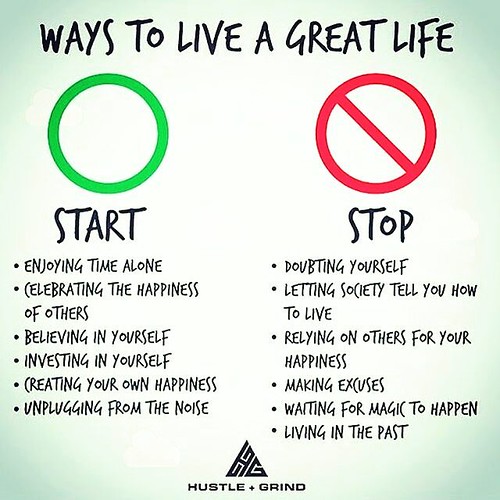 WAYS TO LIVE A GREAT LIFE
START
• ENJOYING TIME ALONE
• CELEBRATING THE HAPPINESS
OF OTHERS
• BELIEVING IN YOURSELF
• INVESTING IN YOURSELF
• CREATING YOUR OWN HAPPINESS
• UNPLUGGING FROM THE NOISE
STOP
• DOUBTING YOURSELF
• LETTING SOCIETY TELL YOU HOW
TO LIVE
• RELYING ON OTHERS FOR YOUR
HAPPINESS
• MAKING EXCUSES
• WAITING FOR MAGIC TO HAPPEN
• LIVING IN THE PAST
HUSTLE + GRIND